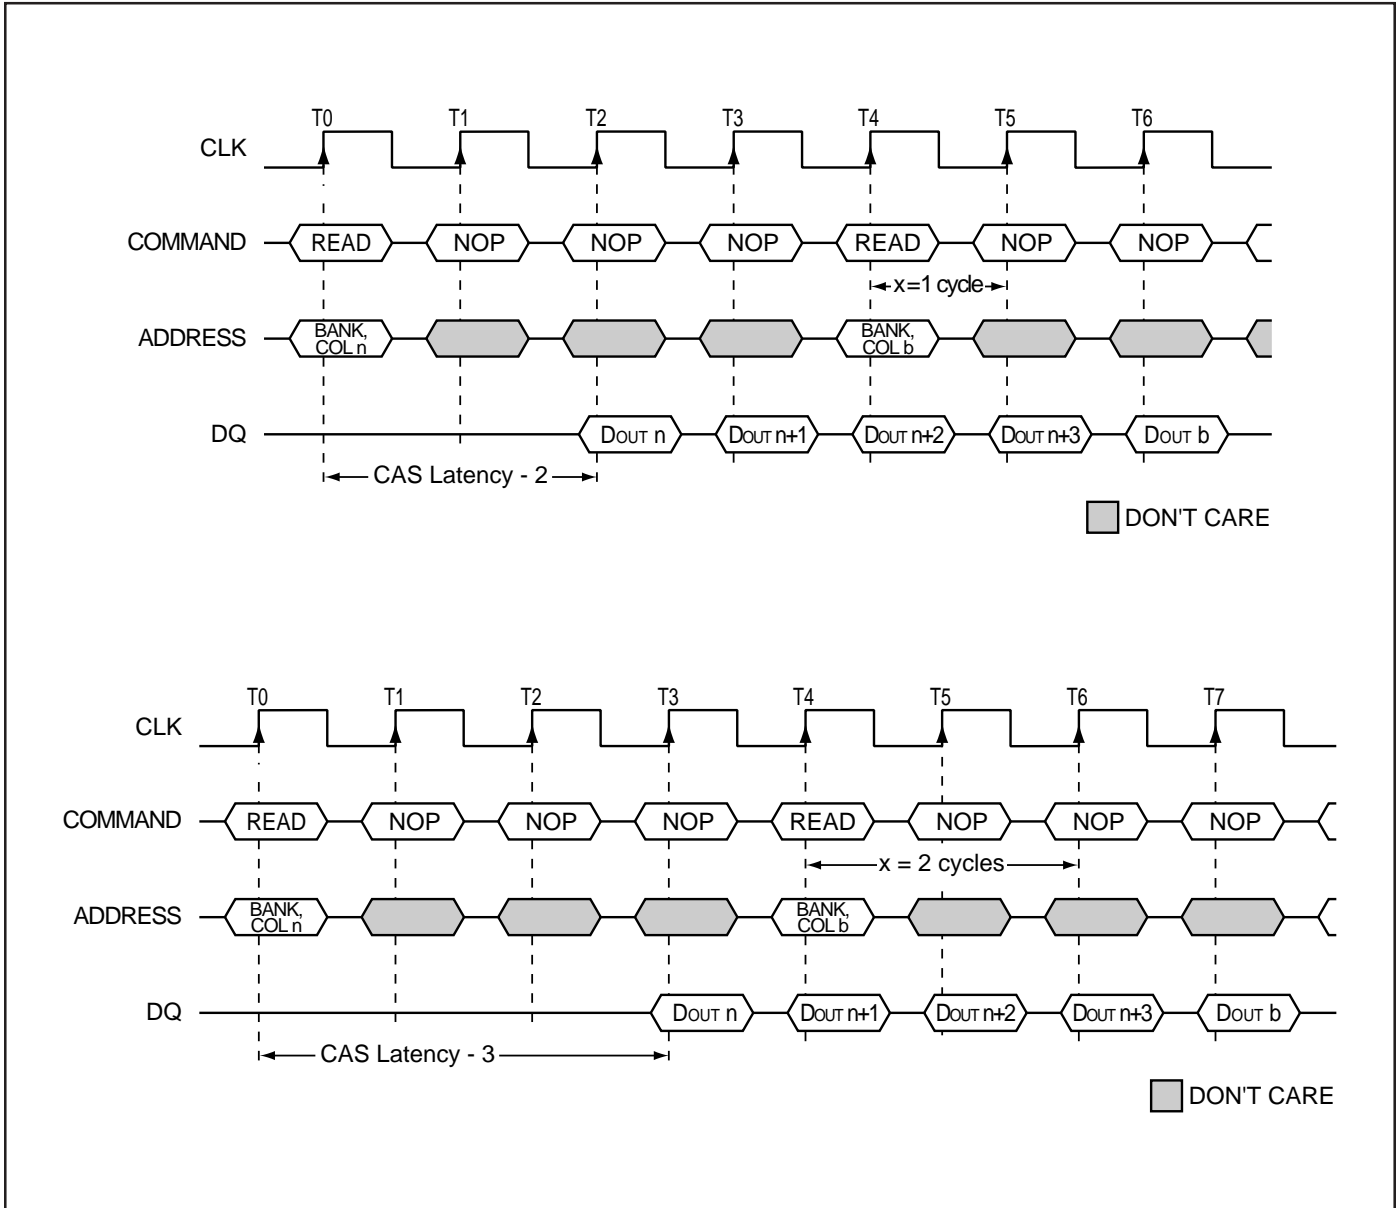 T0 T1 T2 T3 T4 T5 T6
CLK
COMMAND READ NOP NOP NOP READ NOP NOP
x=1 cycle
ADDRESS BANK, COL n BANK, COL b
DQ DOUT n DOUT n+1 DOUT n+2 DOUT n+3 DOUT b
CAS Latency - 2
DON'T CARE
T0 T1 T2 T3 T4 T5 T6 T7
CLK
COMMAND READ NOP NOP NOP READ NOP NOP NOP
x = 2 cycles
ADDRESS BANK, COL n BANK, COL b
DQ DOUT n DOUT n+1 DOUT n+2 DOUT n+3 DOUT b
CAS Latency - 3
DON'T CARE